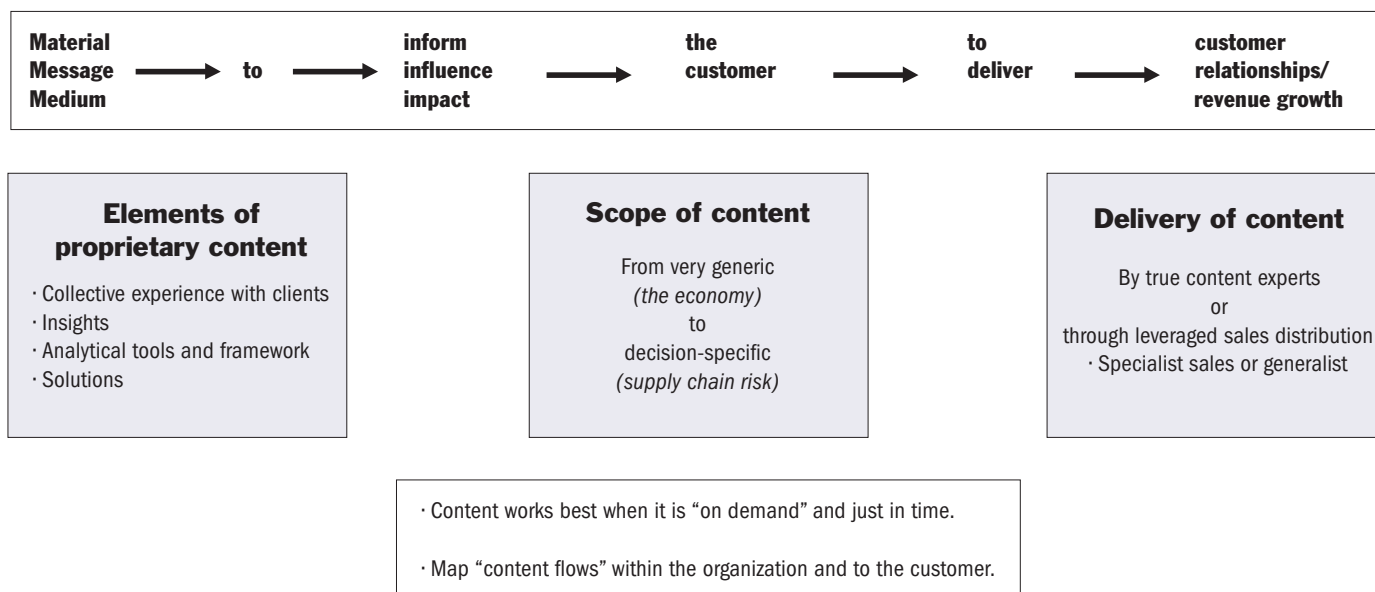 Material
Message
Medium
to
inform
influence
impact
the
customer
to
deliver
customer
relationships/
revenue growth
Elements of
proprietary content
· Collective experience with clients
· Insights
· Analytical tools and framework
· Solutions
Scope of content
From very generic
(the economy)
to
decision-specific
(supply chain risk)
Delivery of content
By true content experts
or
through leveraged sales distribution
· Specialist sales or generalist
· Content works best when it is “on demand” and just in time.
· Map “content flows” within the organization and to the customer.